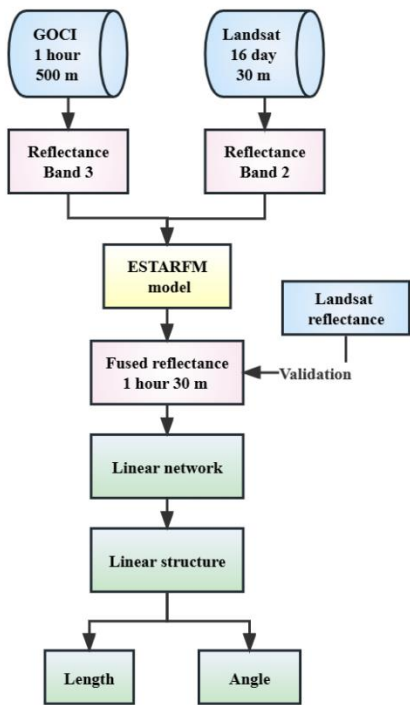 GOCI
1 hour
500 m
Landsat
16 day
30 m
Reflectance
Band 3
Reflectance
Band 2
ESTARFM
model
Landsat
reflectance
Fused reflectance
1 hour 30 m
Validation
Linear network
Linear structure
Length
Angle